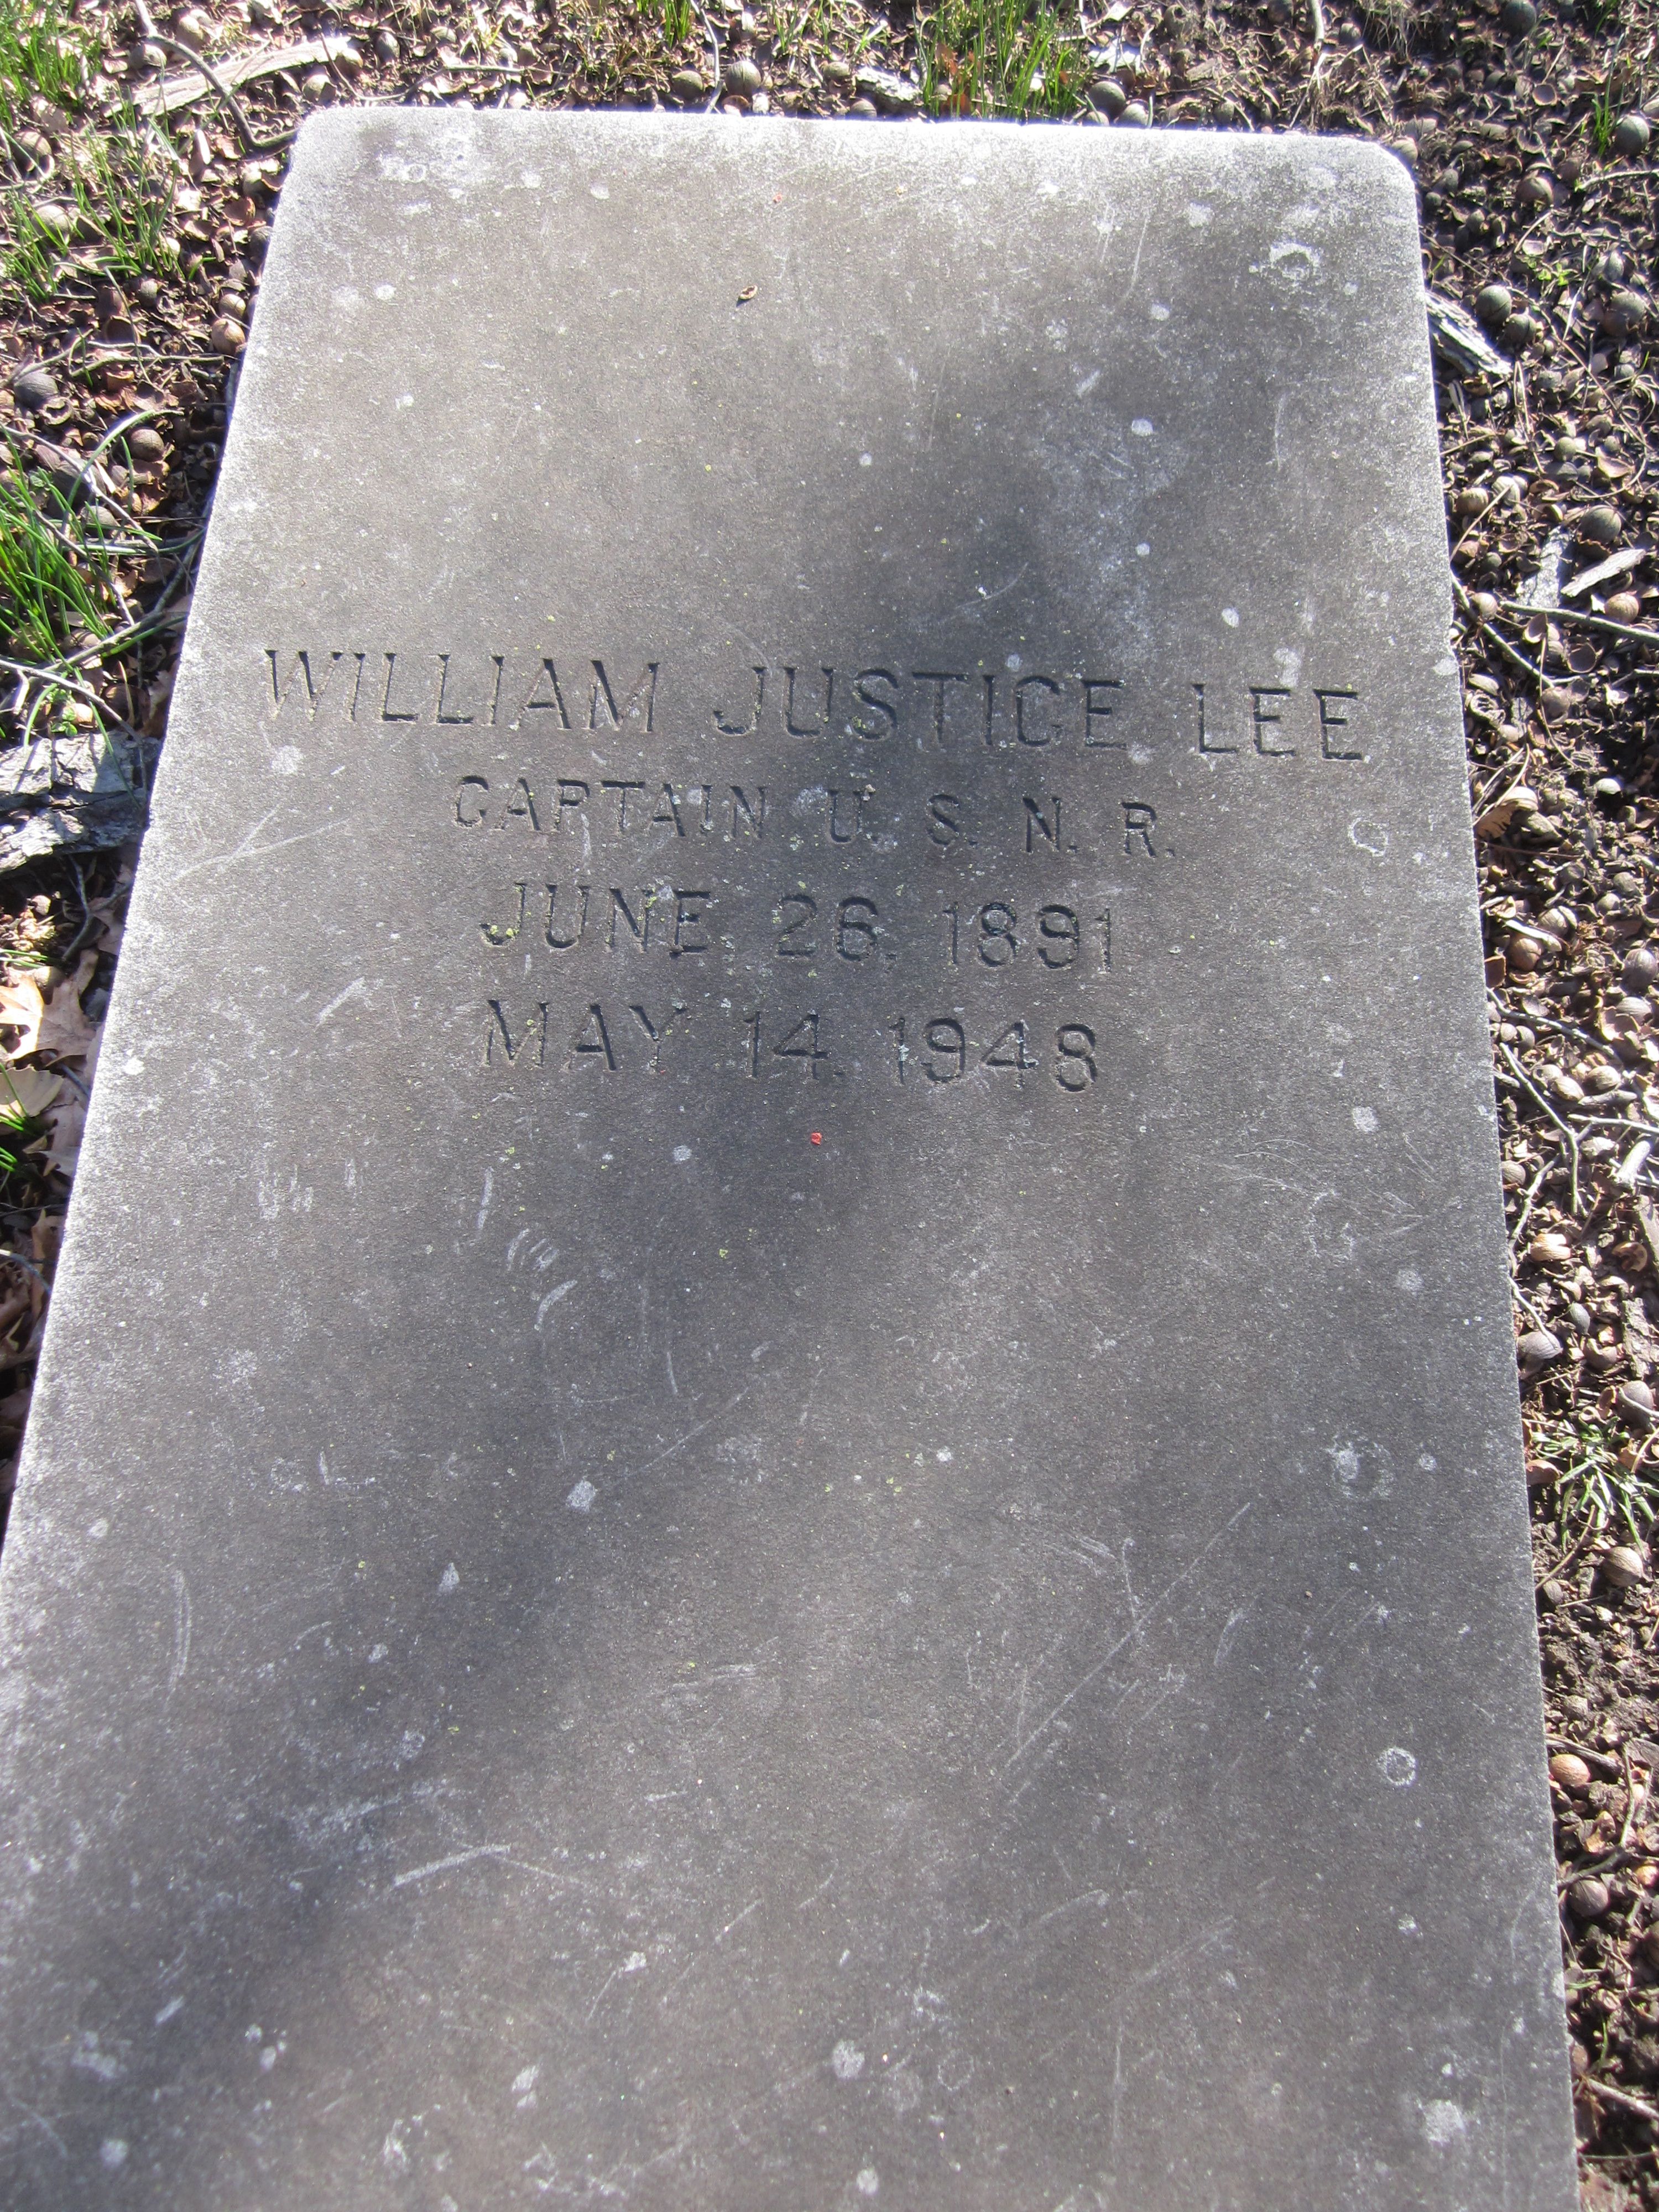 WILLIAM JUSTICE LEE
CAPTAIN U. S. N. R.
JUNE 26, 1891
MAY 14, 1948